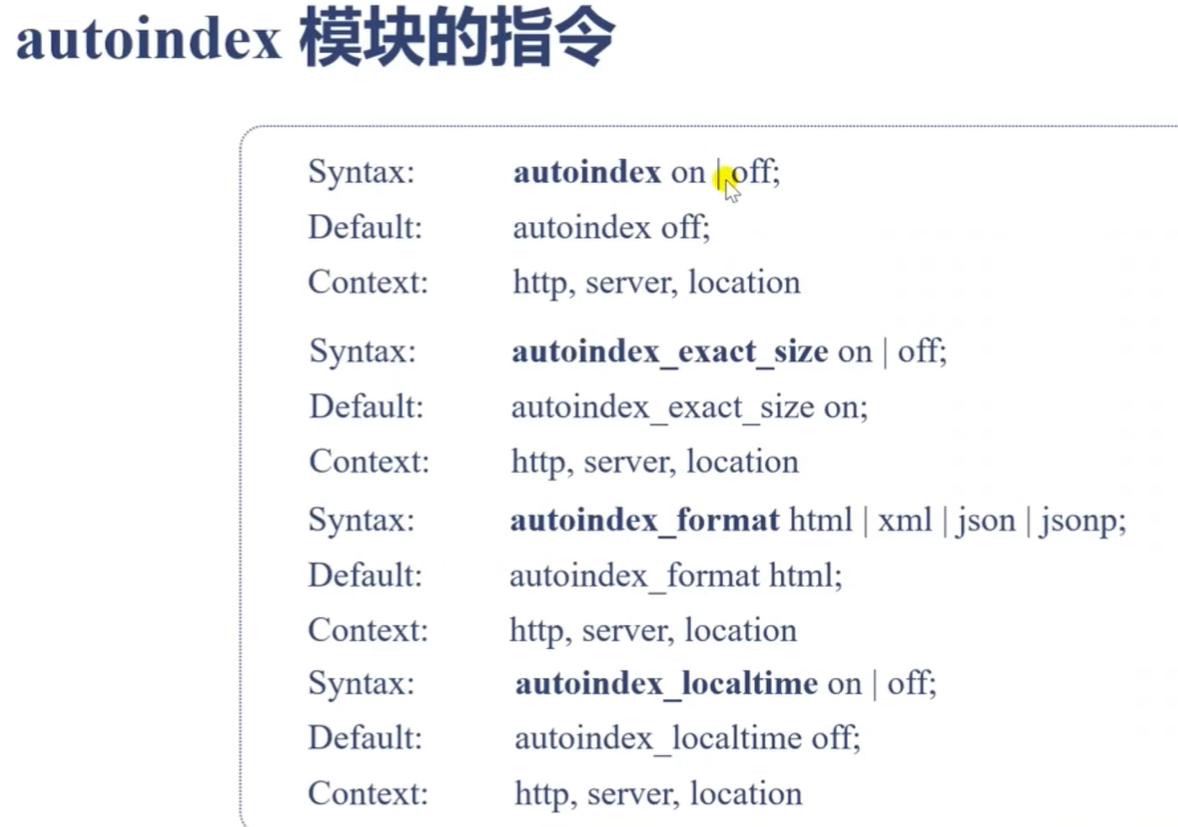 autoindex 模块的指令
Syntax: autoindex on | off;
Default: autoindex off;
Context: http, server, location
Syntax: autoindex_exact_size on | off;
Default: autoindex_exact_size on;
Context: http, server, location
Syntax: autoindex_format html | xml | json | jsonp;
Default: autoindex_format html;
Context: http, server, location
Syntax: autoindex_localtime on | off;
Default: autoindex_localtime off;
Context: http, server, location